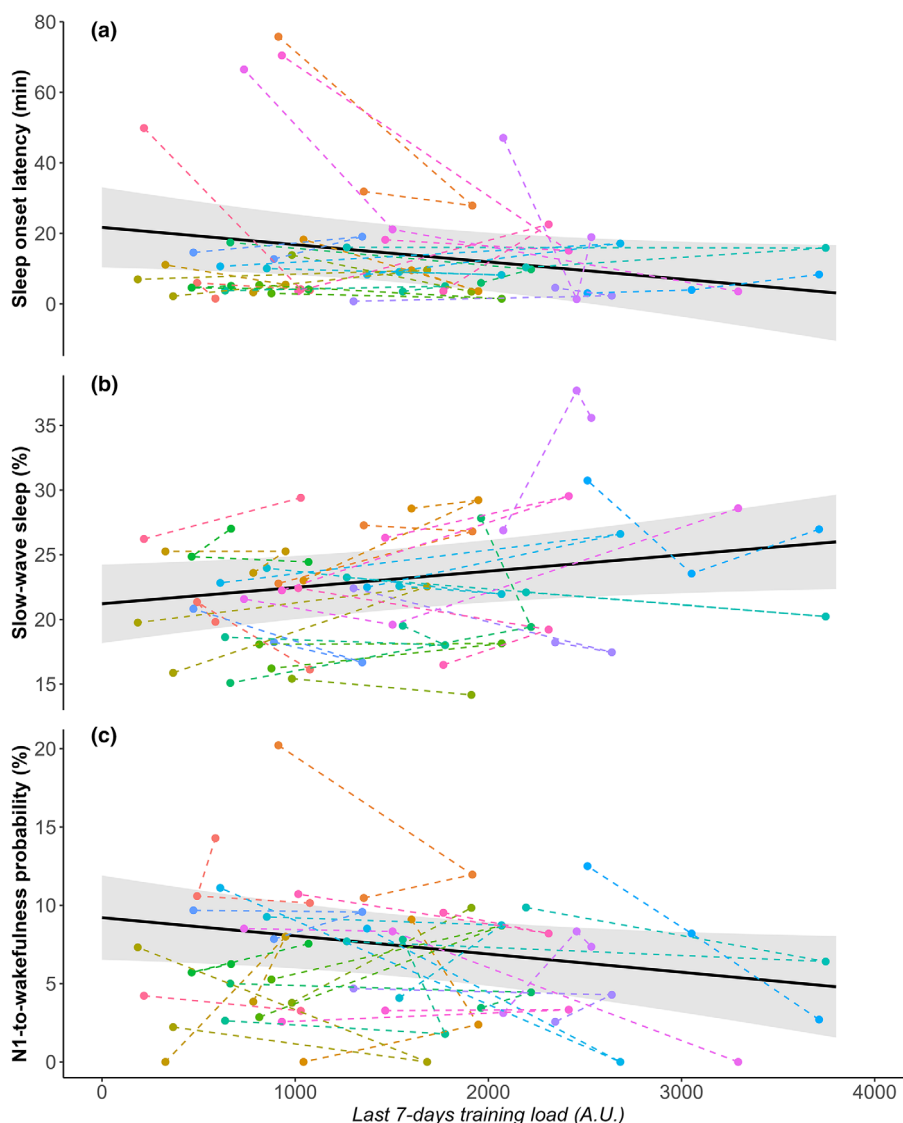 (a)
Sleep onset latency (min)
80
60
40
20
0
(b)
Slow-wave sleep (%)
35
30
25
20
15
(c)
N1-to-wakefulness probability (%)
20
15
10
5
0
0 1000 2000 3000 4000
Last 7-days training load (A.U.)